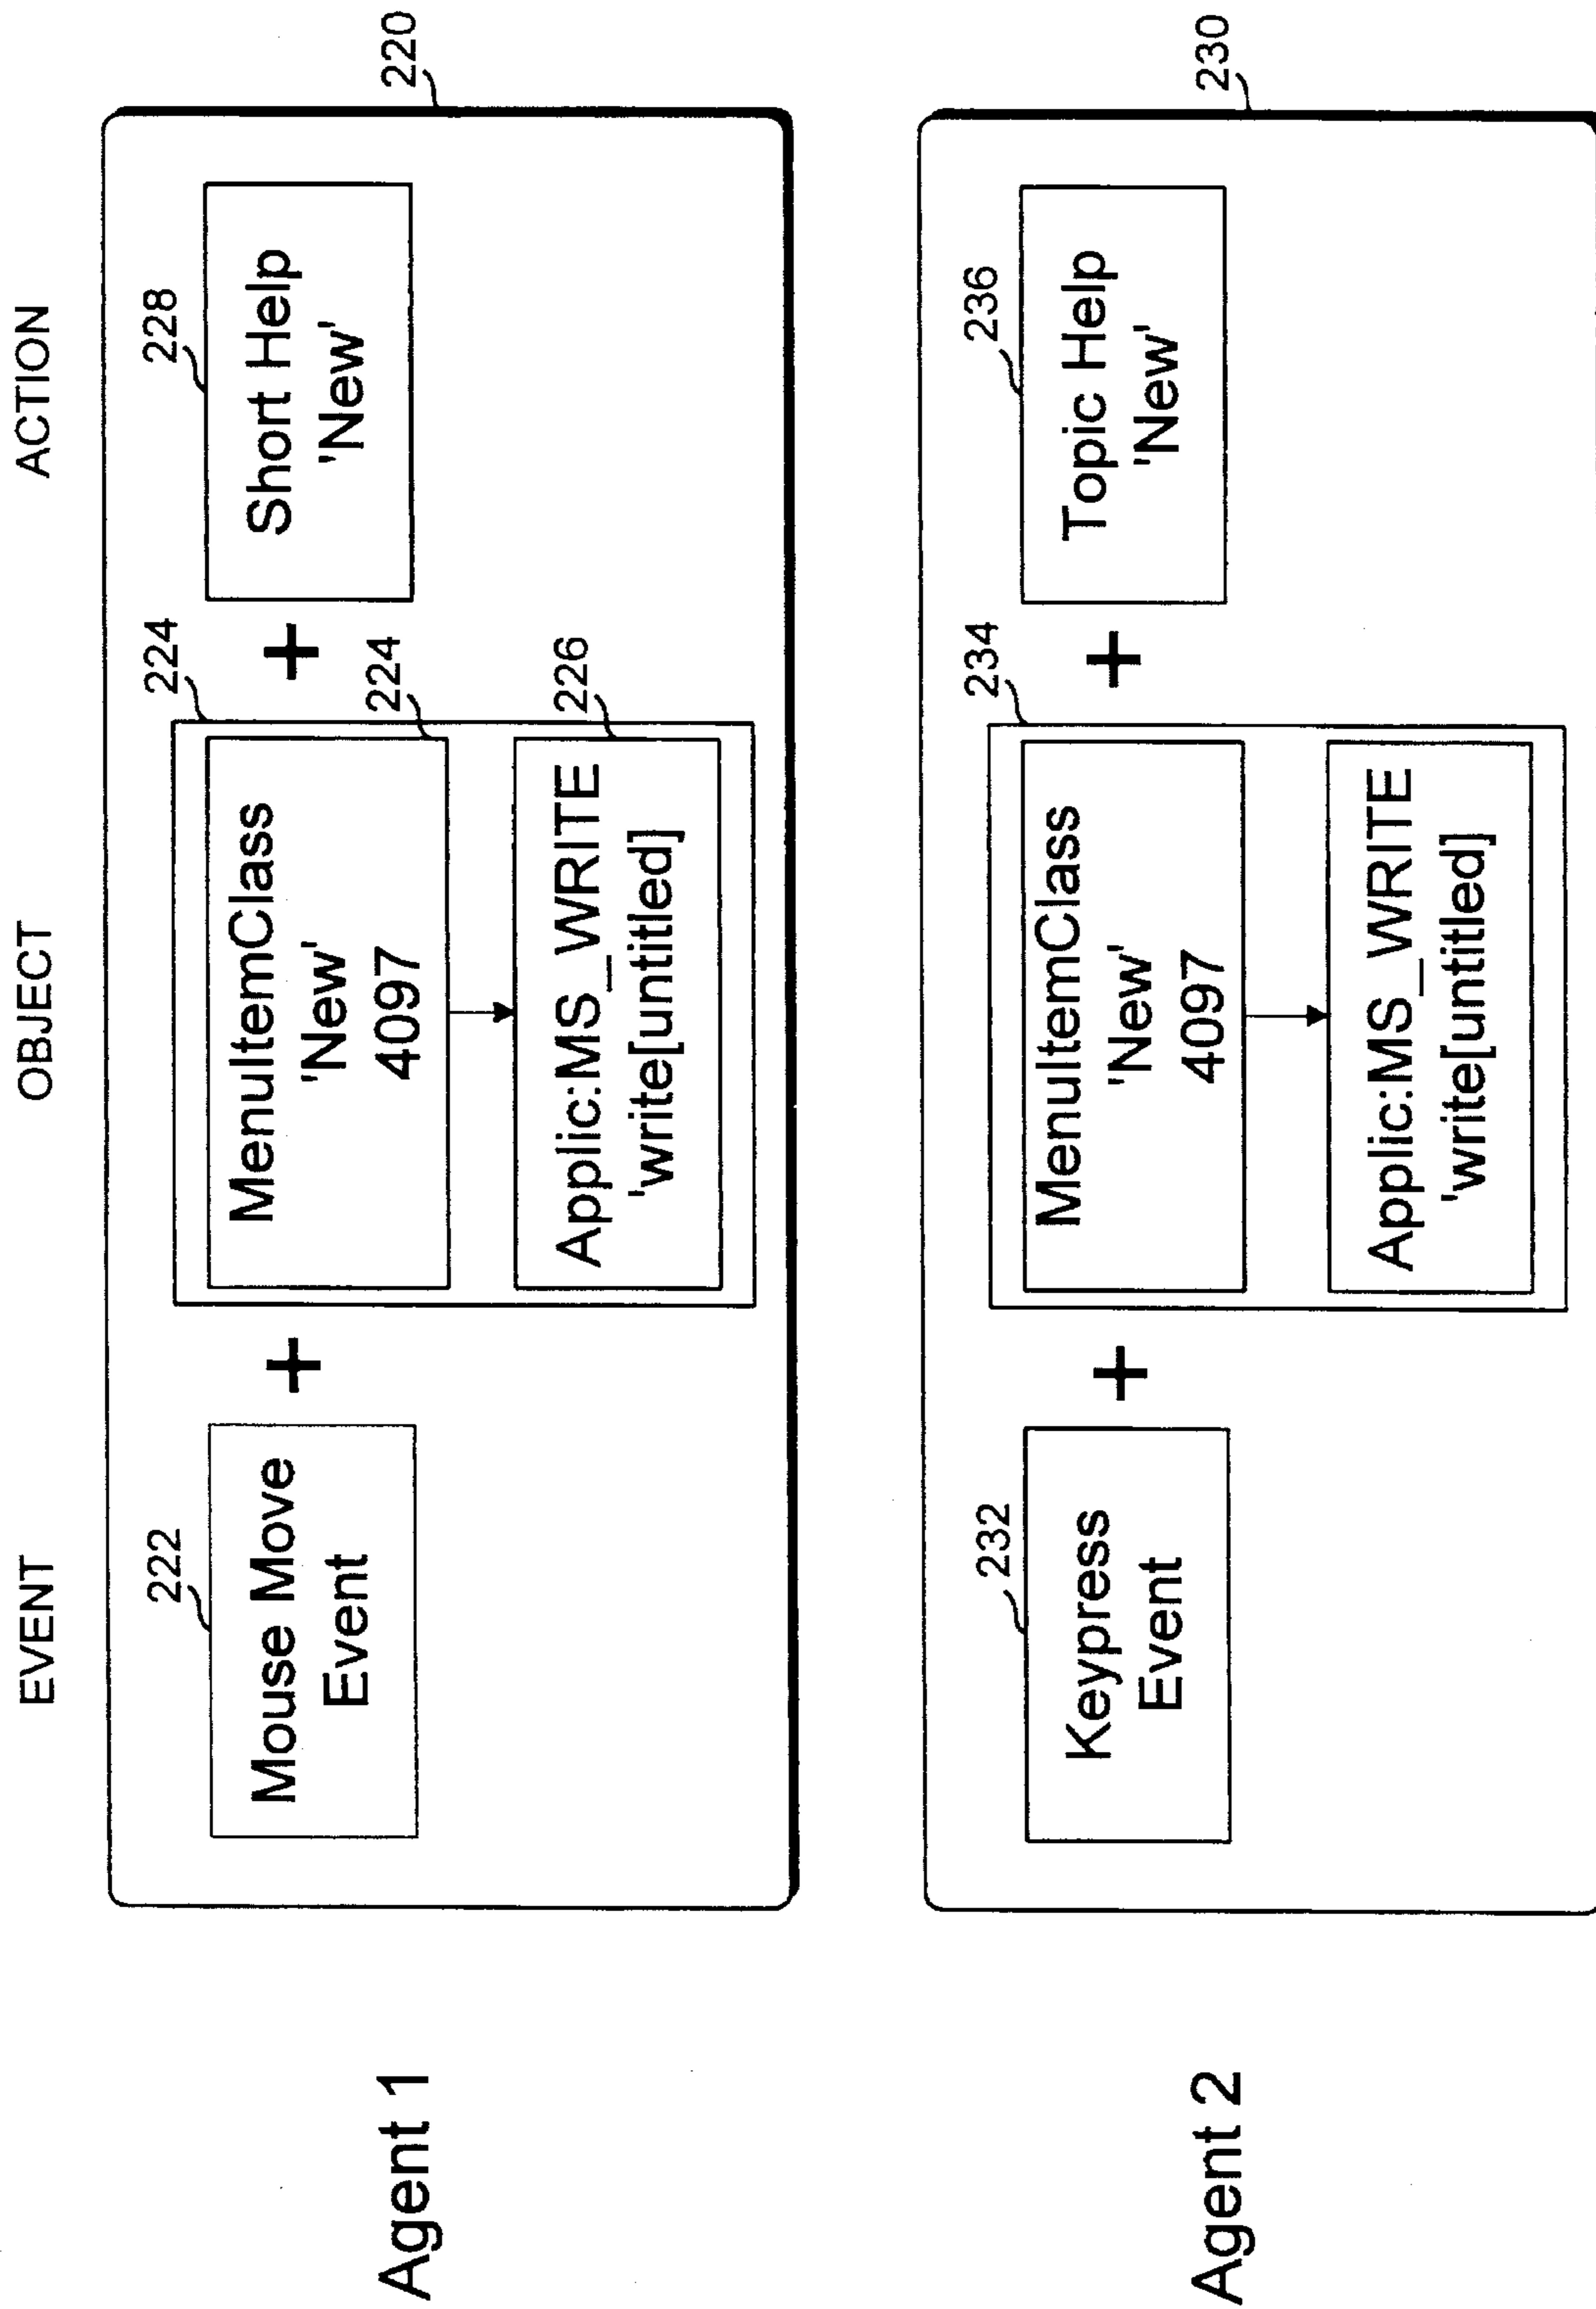 EVENT
OBJECT
ACTION
Agent 1
220
222
Mouse Move
Event
+
224
MenuItemClass
'New'
4097
224
Applic:MS_WRITE
'write[untitled]
226
+
228
Short Help
'New'
Agent 2
230
232
Keypress
Event
+
234
MenuItemClass
'New'
4097
Applic:MS_WRITE
'write[untitled]
+
236
Topic Help
'New'